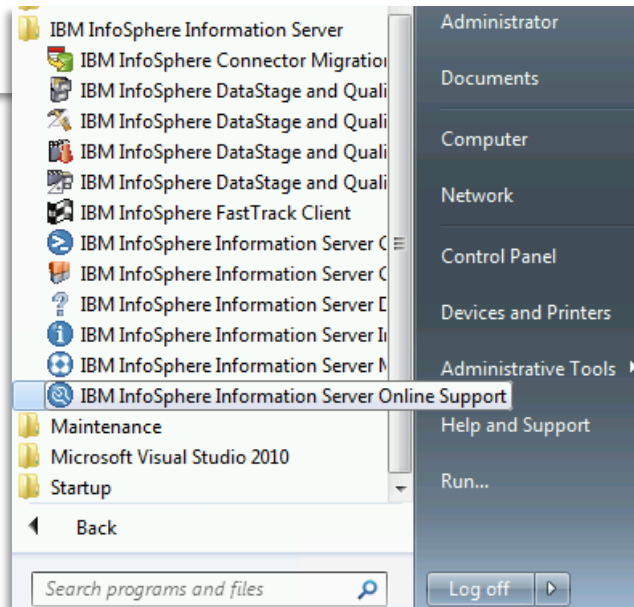 IBM InfoSphere Information Server
IBM InfoSphere Connector Migration
IBM InfoSphere DataStage and Quali
IBM InfoSphere DataStage and Quali
IBM InfoSphere DataStage and Quali
IBM InfoSphere DataStage and Quali
IBM InfoSphere FastTrack Client
IBM InfoSphere Information Server C
IBM InfoSphere Information Server C
IBM InfoSphere Information Server D
IBM InfoSphere Information Server In
IBM InfoSphere Information Server M
IBM InfoSphere Information Server Online Support
Maintenance
Microsoft Visual Studio 2010
Startup
Back
Search programs and files
Administrator
Documents
Computer
Network
Control Panel
Devices and Printers
Administrative Tools
Help and Support
Run...
Log off